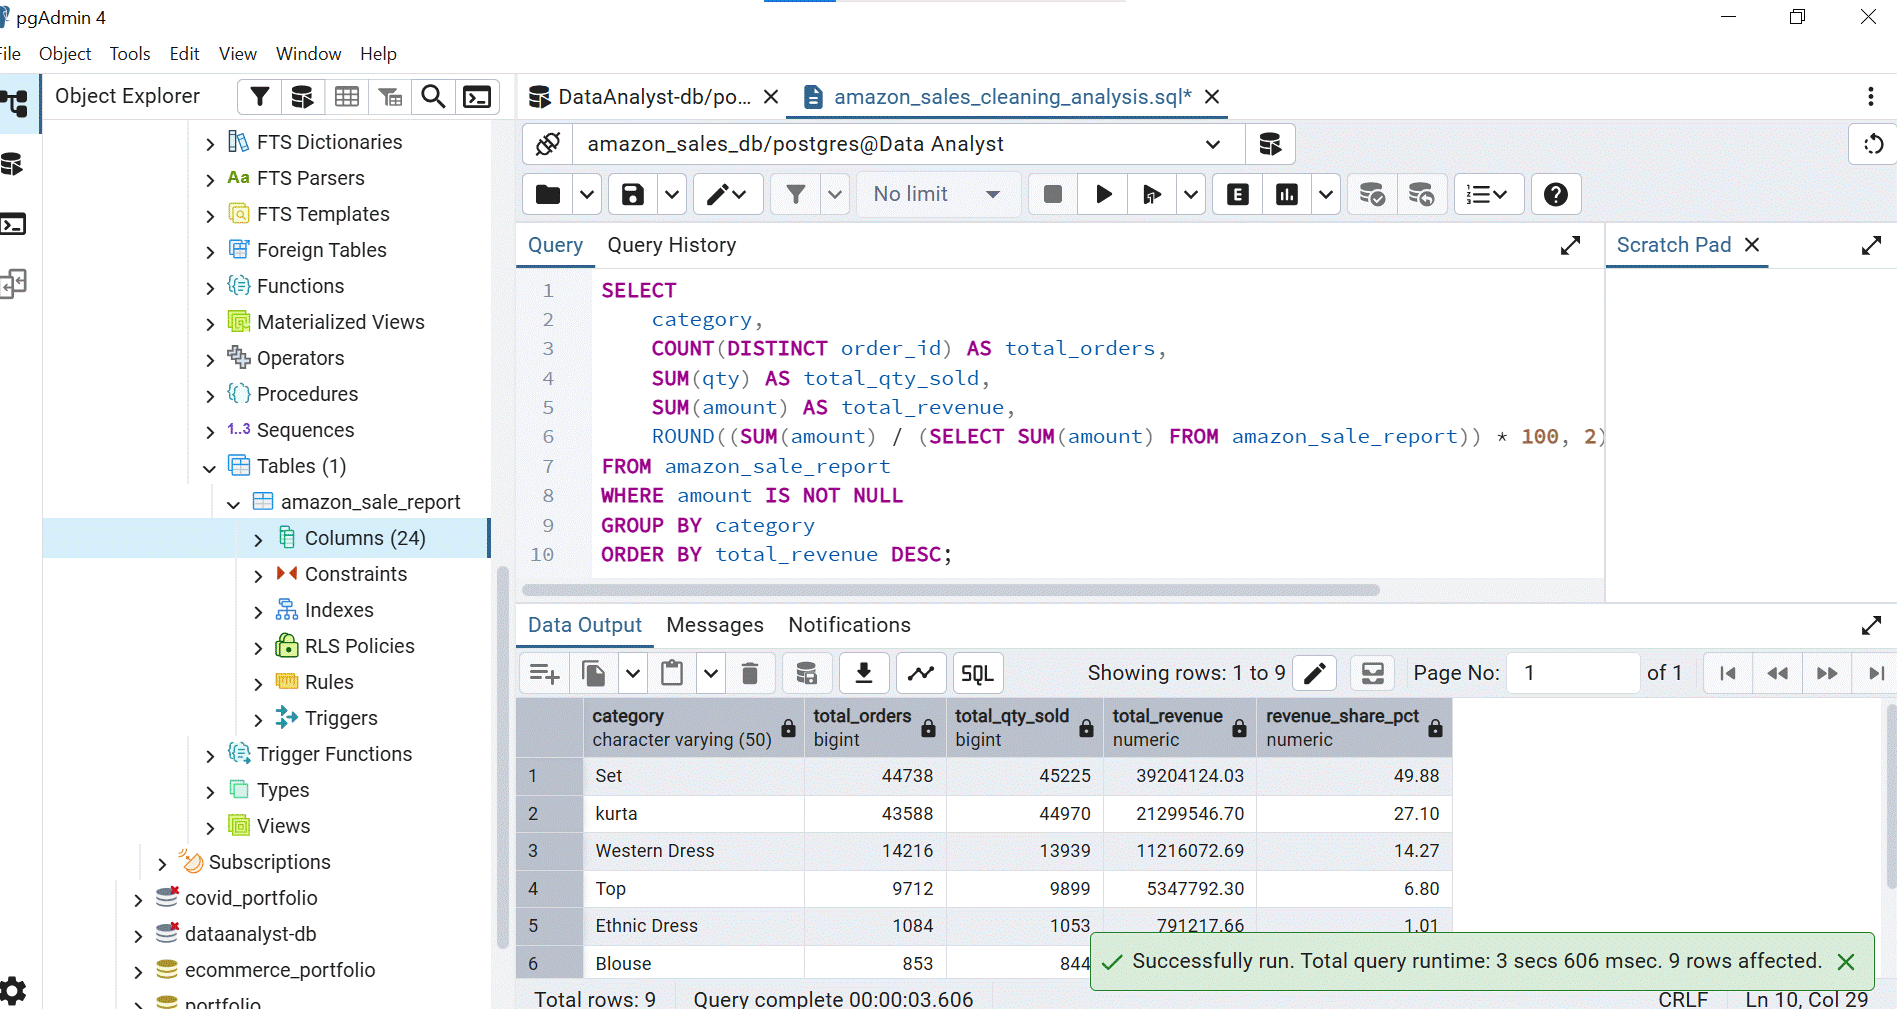 pgAdmin 4
File Object Tools Edit View Window Help
Object Explorer
FTS Dictionaries
Aa FTS Parsers
FTS Templates
Foreign Tables
Functions
Materialized Views
Operators
Procedures
1..3 Sequences
Tables (1)
amazon_sale_report
Columns (24)
Constraints
Indexes
RLS Policies
Rules
Triggers
Trigger Functions
Types
Views
Subscriptions
covid_portfolio
dataanalyst-db
ecommerce_portfolio
portfolio
DataAnalyst-db/po... amazon_sales_cleaning_analysis.sql*
amazon_sales_db/postgres@Data Analyst
No limit E
Query Query History Scratch Pad
1 SELECT
2 category,
3 COUNT(DISTINCT order_id) AS total_orders,
4 SUM(qty) AS total_qty_sold,
5 SUM(amount) AS total_revenue,
6 ROUND((SUM(amount) / (SELECT SUM(amount) FROM amazon_sale_report)) * 100, 2)
7 FROM amazon_sale_report
8 WHERE amount IS NOT NULL
9 GROUP BY category
10 ORDER BY total_revenue DESC;
Data Output Messages Notifications
SQL Showing rows: 1 to 9 Page No: 1 of 1
category total_orders total_qty_sold total_revenue revenue_share_pct
character varying (50) bigint bigint numeric numeric
1 Set 44738 45225 39204124.03 49.88
2 kurta 43588 44970 21299546.70 27.10
3 Western Dress 14216 13939 11216072.69 14.27
4 Top 9712 9899 5347792.30 6.80
5 Ethnic Dress 1084 1053 791217.66 1.01
6 Blouse 853 844
Successfully run. Total query runtime: 3 secs 606 msec. 9 rows affected.
Total rows: 9 Query complete 00:00:03.606 CRLF Ln 10, Col 29